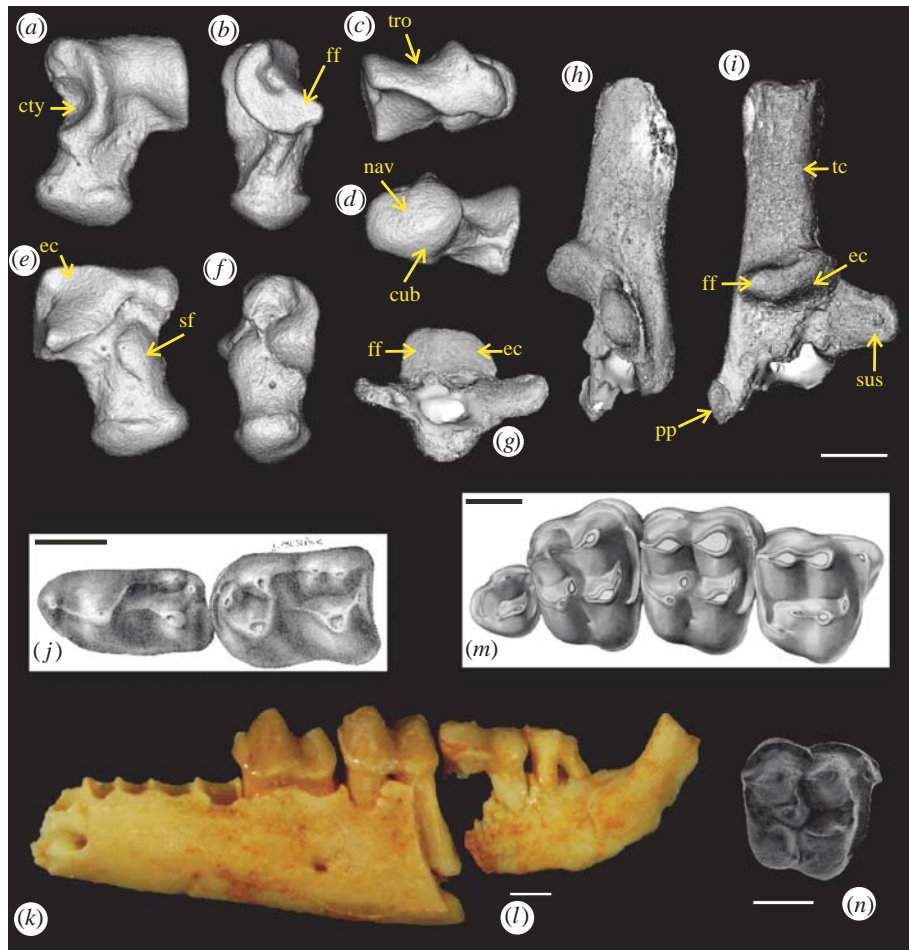 (a)
(b)
(c)
tro
ff
cty
(h)
(i)
nav
(d)
cub
tc
(e)
ec
(f)
sf
ff
ec
ff
ec
(g)
sus
pp
(j)
(m)
(k)
(l)
(n)